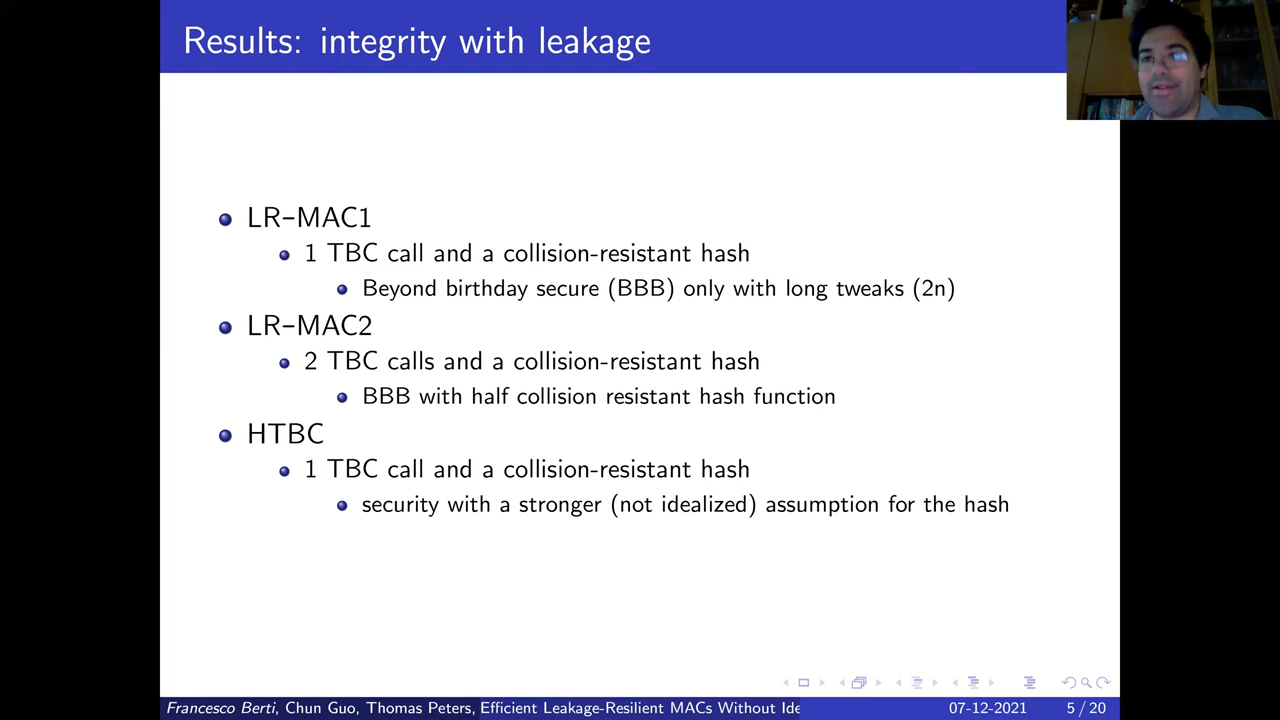 Results: integrity with leakage
LR–MAC1
1 TBC call and a collision-resistant hash
Beyond birthday secure (BBB) only with long tweaks (2n)
LR–MAC2
2 TBC calls and a collision-resistant hash
BBB with half collision resistant hash function
HTBC
1 TBC call and a collision-resistant hash
security with a stronger (not idealized) assumption for the hash
Francesco Berti, Chun Guo, Thomas Peters, Efficient Leakage-Resilient MACs Without Ide 07-12-2021 5 / 20